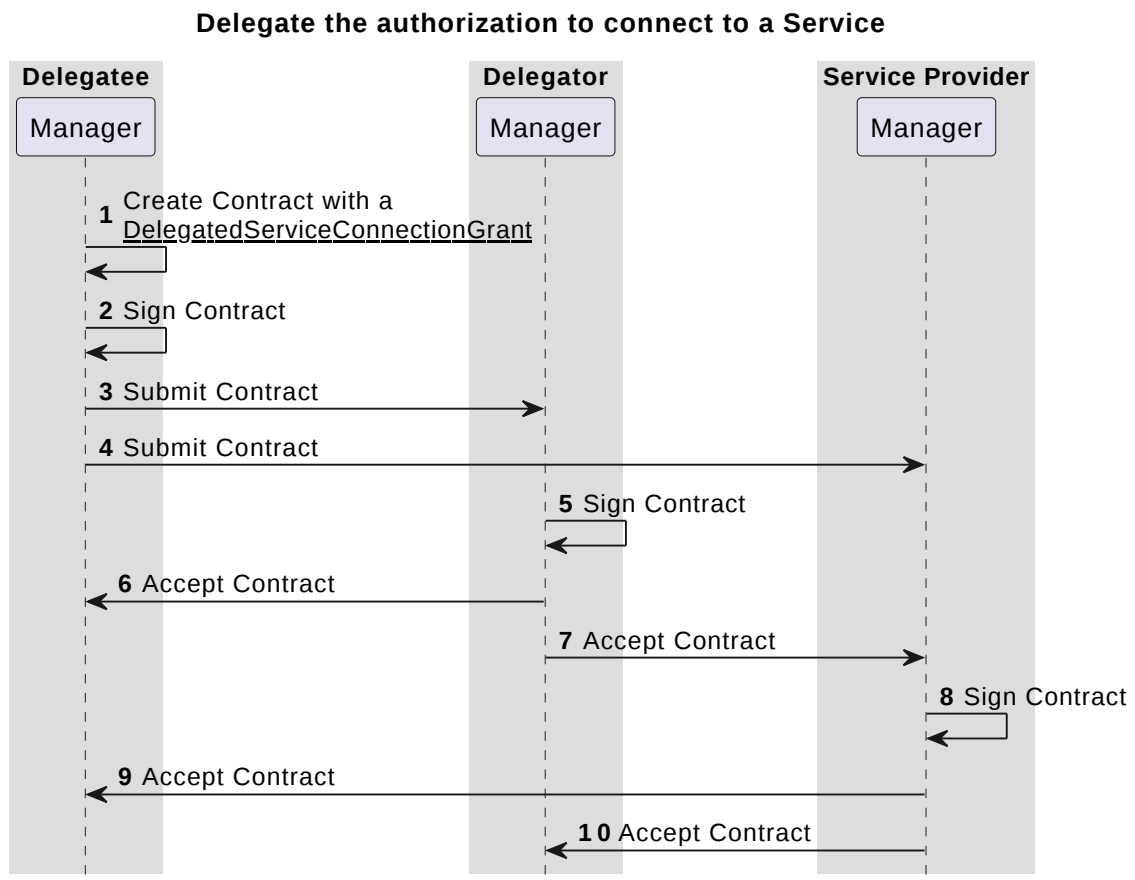 Delegate the authorization to connect to a Service
Delegatee
Delegator
Service Provider
Manager
Manager
Manager
1 Create Contract with a
DelegatedServiceConnectionGrant
2 Sign Contract
3 Submit Contract
4 Submit Contract
5 Sign Contract
6 Accept Contract
7 Accept Contract
8 Sign Contract
9 Accept Contract
10 Accept Contract